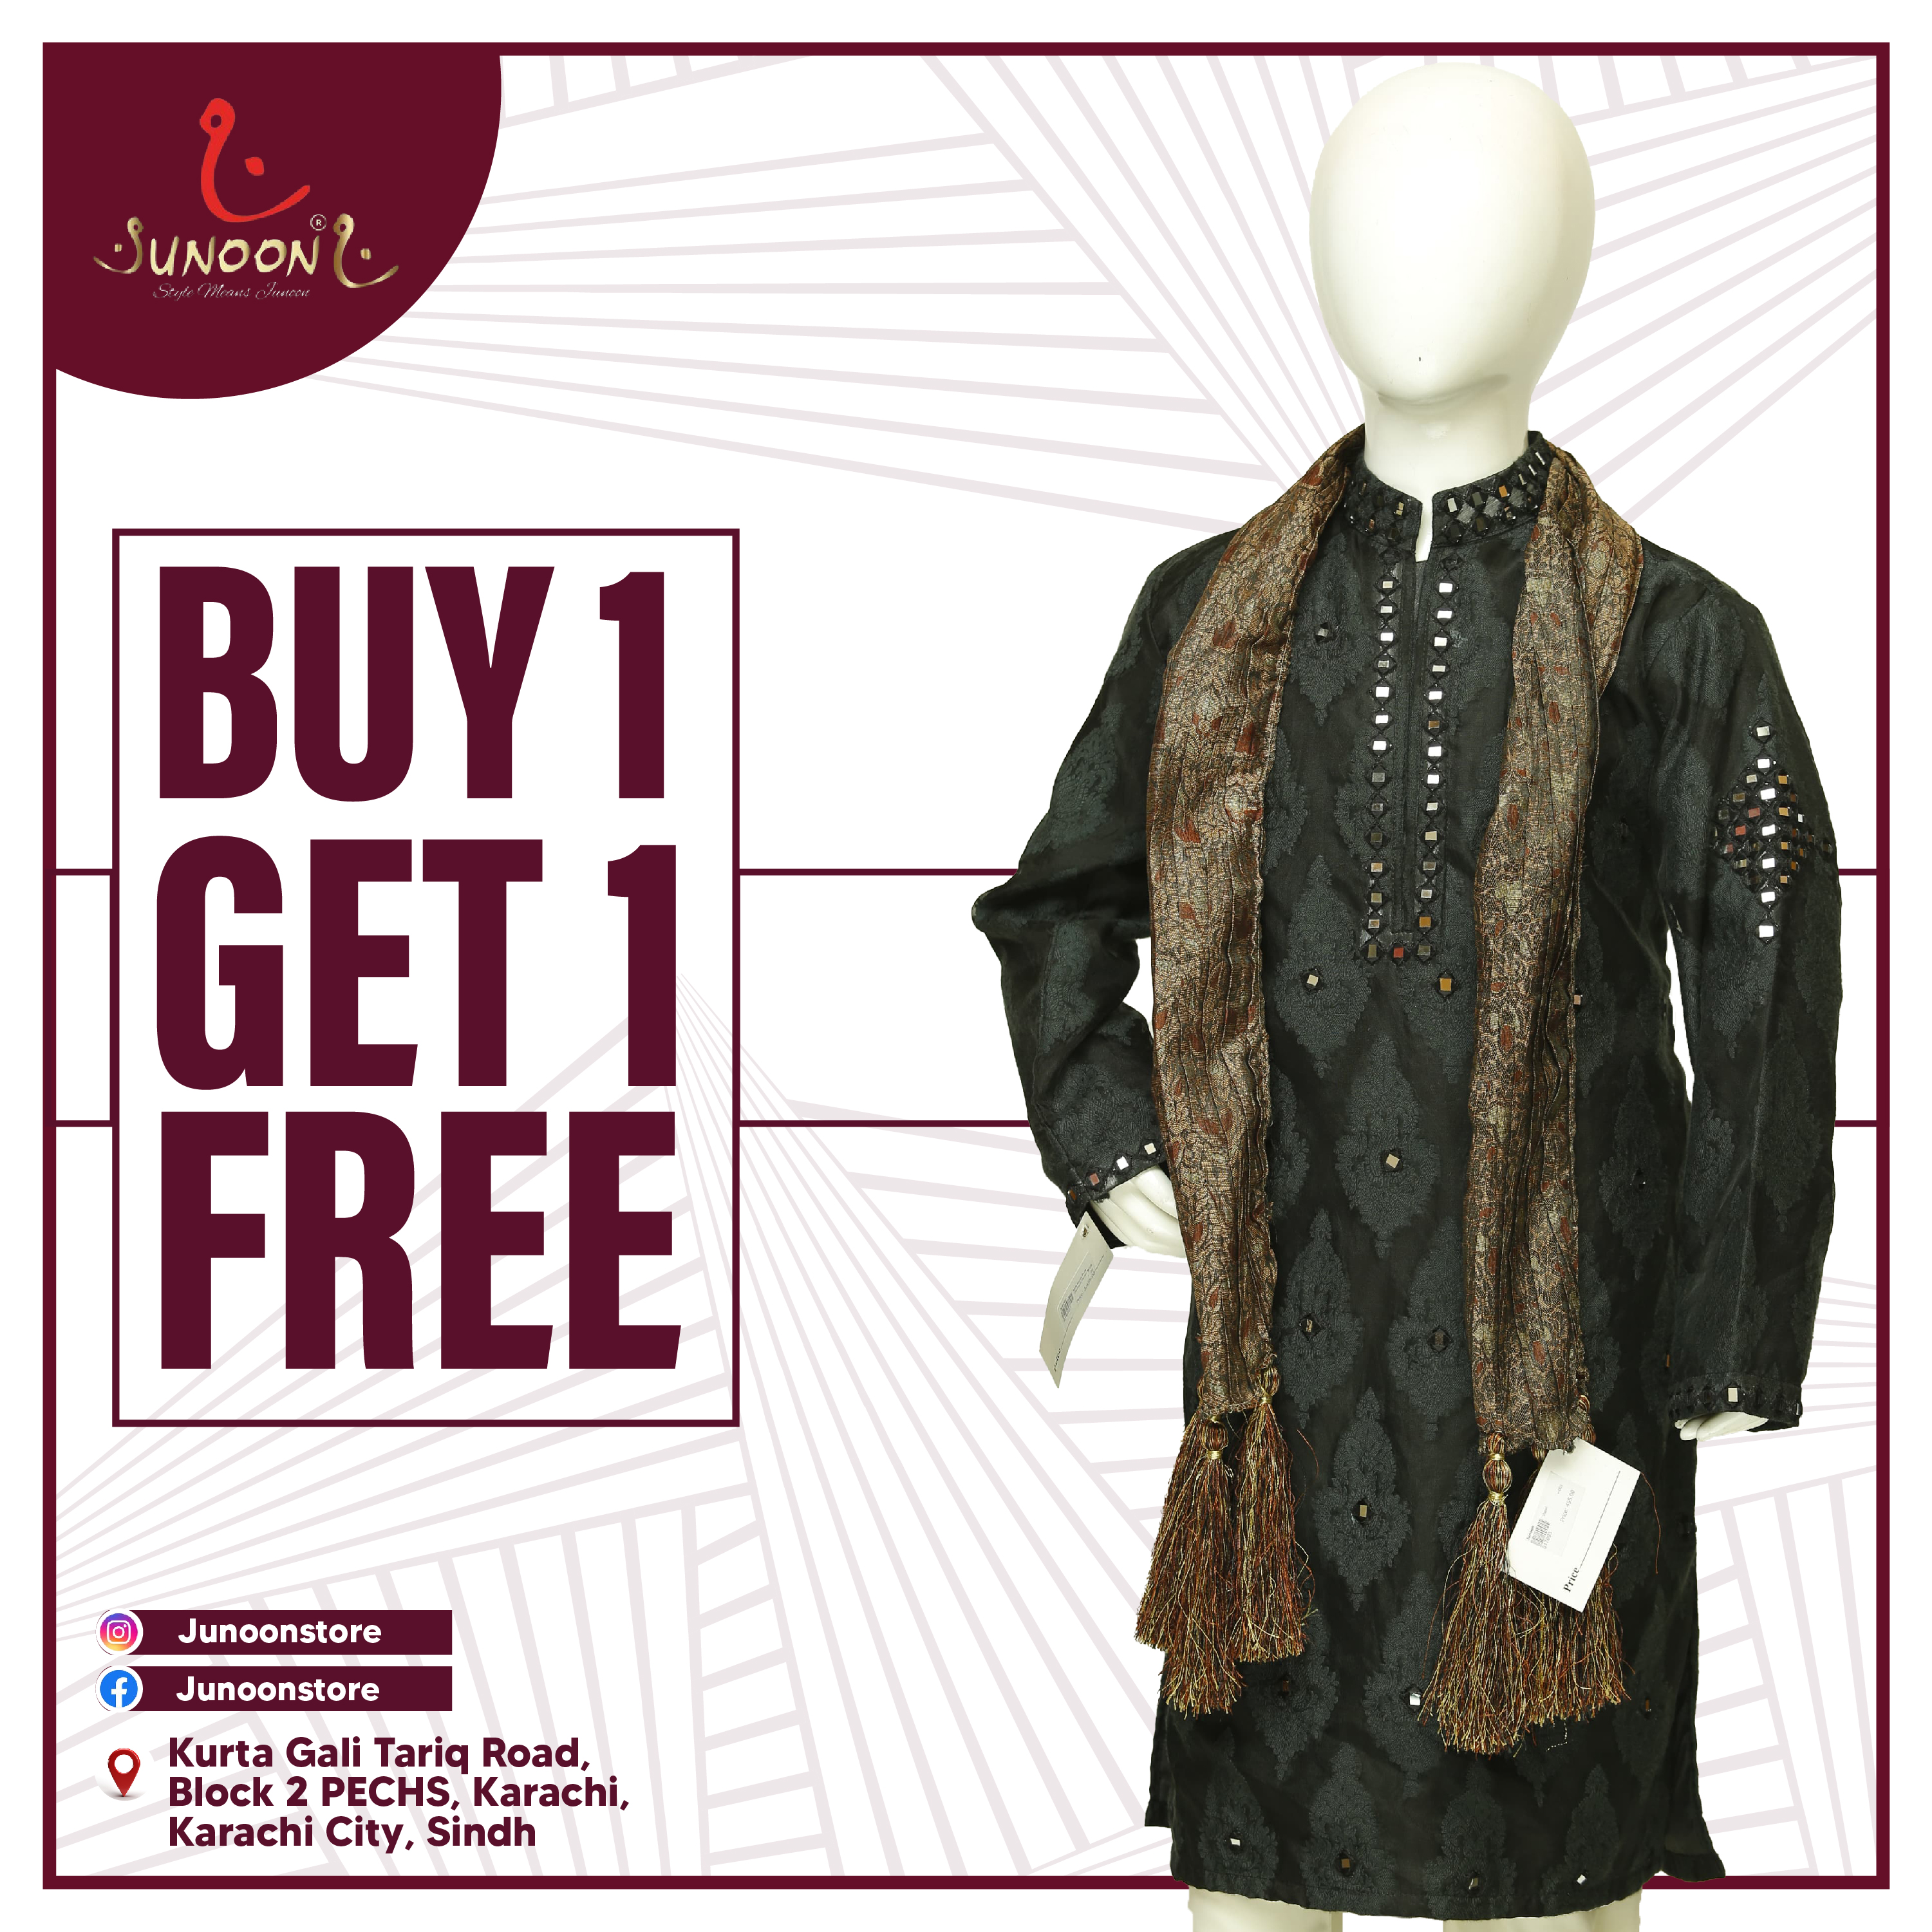 JUNOON®
Style Means Junoon
BUY 1
GET 1
FREE
Junoonstore
Junoonstore
Kurta Gali Tariq Road,
Block 2 PECHS, Karachi,
Karachi City, Sindh
Price